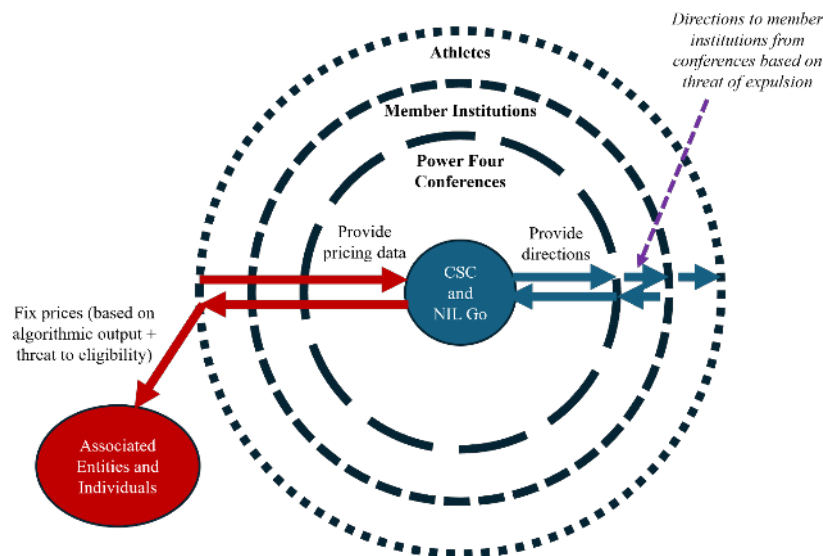 Directions to member
institutions from
conferences based on
threat of expulsion
Athletes
Member Institutions
Power Four
Conferences
Provide
pricing data
Provide
directions
CSC
and
NIL Go
Fix prices (based on
algorithmic output +
threat to eligibility)
Associated
Entities and
Individuals